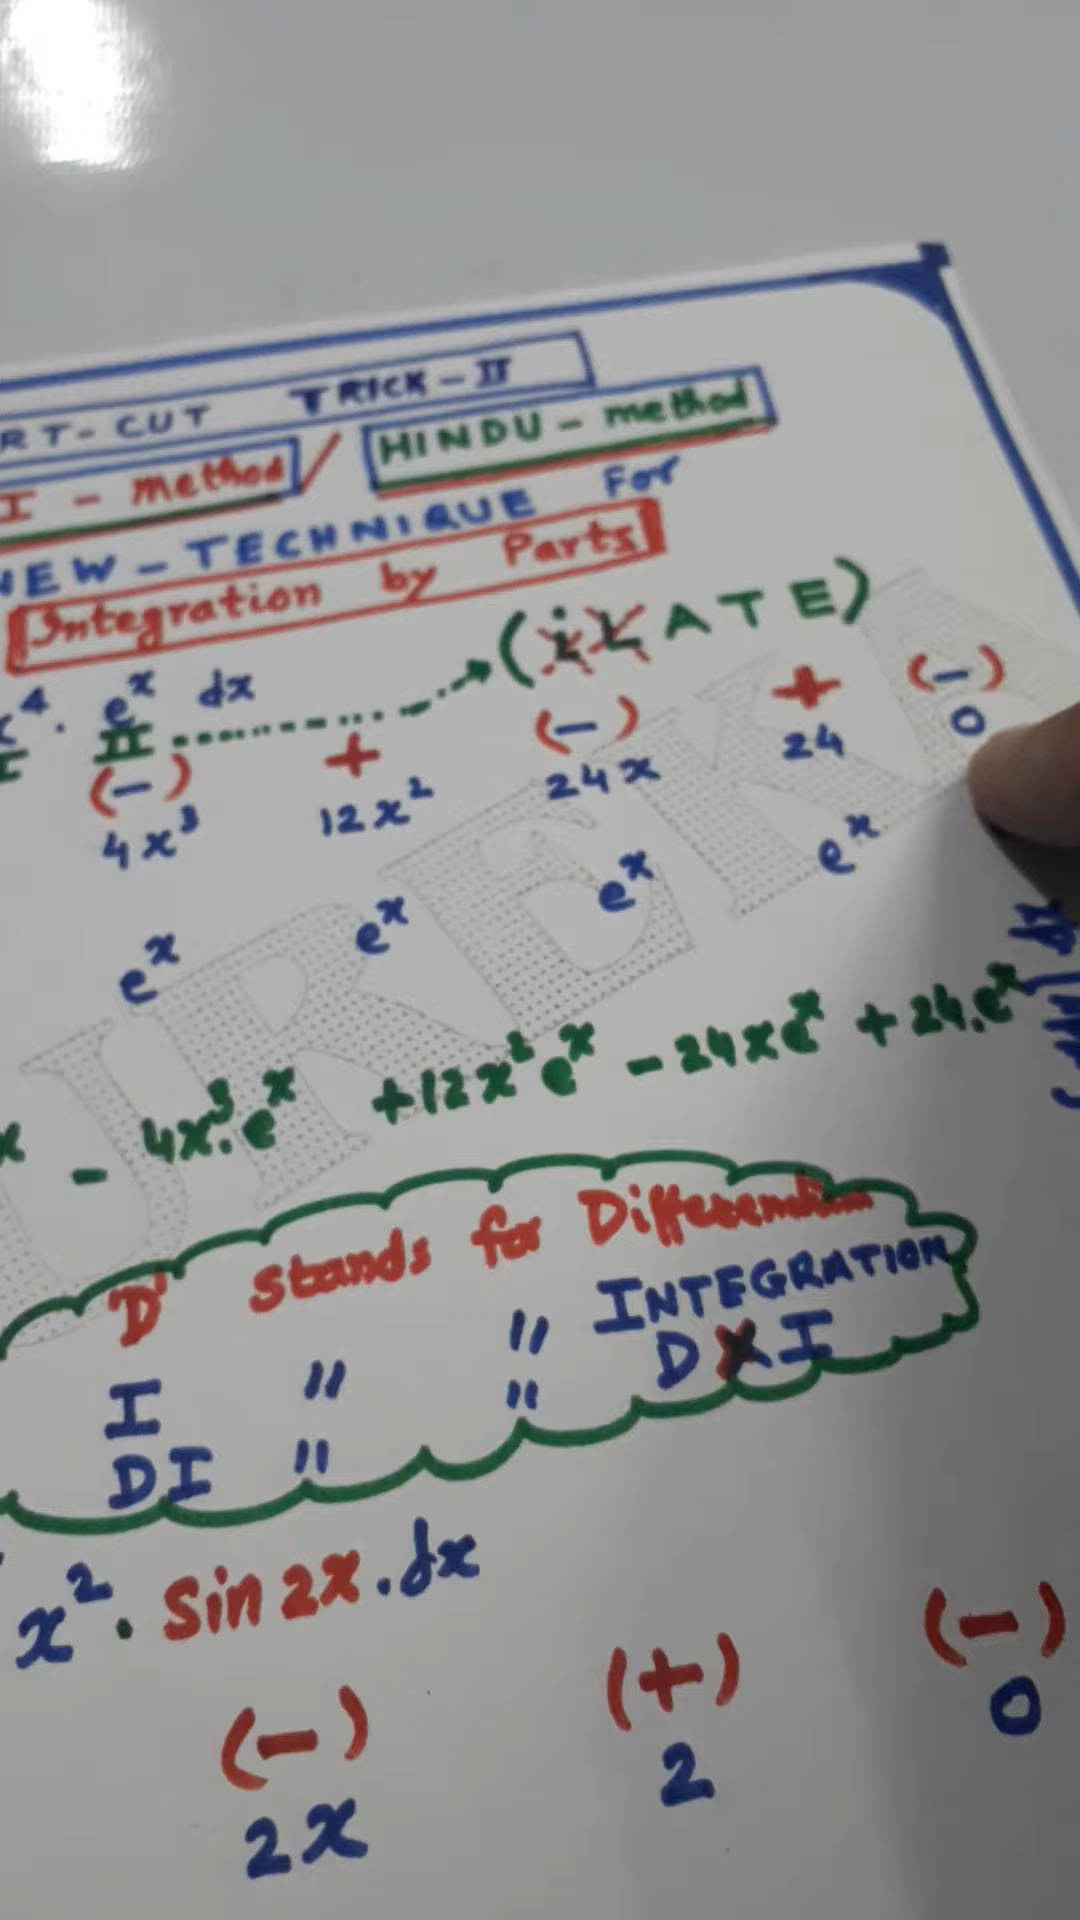 RT-CUT TRICK-II
I - method / HINDU - method
NEW-TECHNIQUE For
Integration by Parts
x⁴. eˣ dx (iLATE)
I II
(-) + (-) + (-)
4x³ 12x² 24x 24 0
eˣ eˣ eˣ eˣ
x - 4x³.eˣ +12x²eˣ - 24xeˣ +24.eˣ
'D' stands for Differentiation
I " " INTEGRATION
DI " " D X I
x². sin 2x.dx
(-) (+) (-)
2x 2 0
UREKA